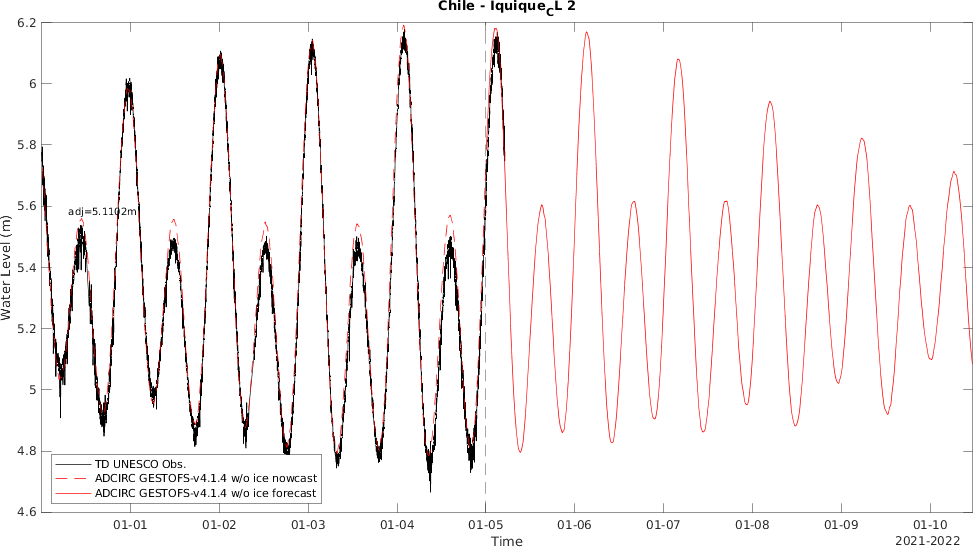 Chile - Iquique_CL 2
6.2
6
5.8
5.6
5.4
5.2
5
4.8
4.6
Water Level (m)
adj=5.1102m
TD UNESCO Obs.
ADCIRC GESTOFS-v4.1.4 w/o ice nowcast
ADCIRC GESTOFS-v4.1.4 w/o ice forecast
01-01 01-02 01-03 01-04 01-05 01-06 01-07 01-08 01-09 01-10
Time
2021-2022